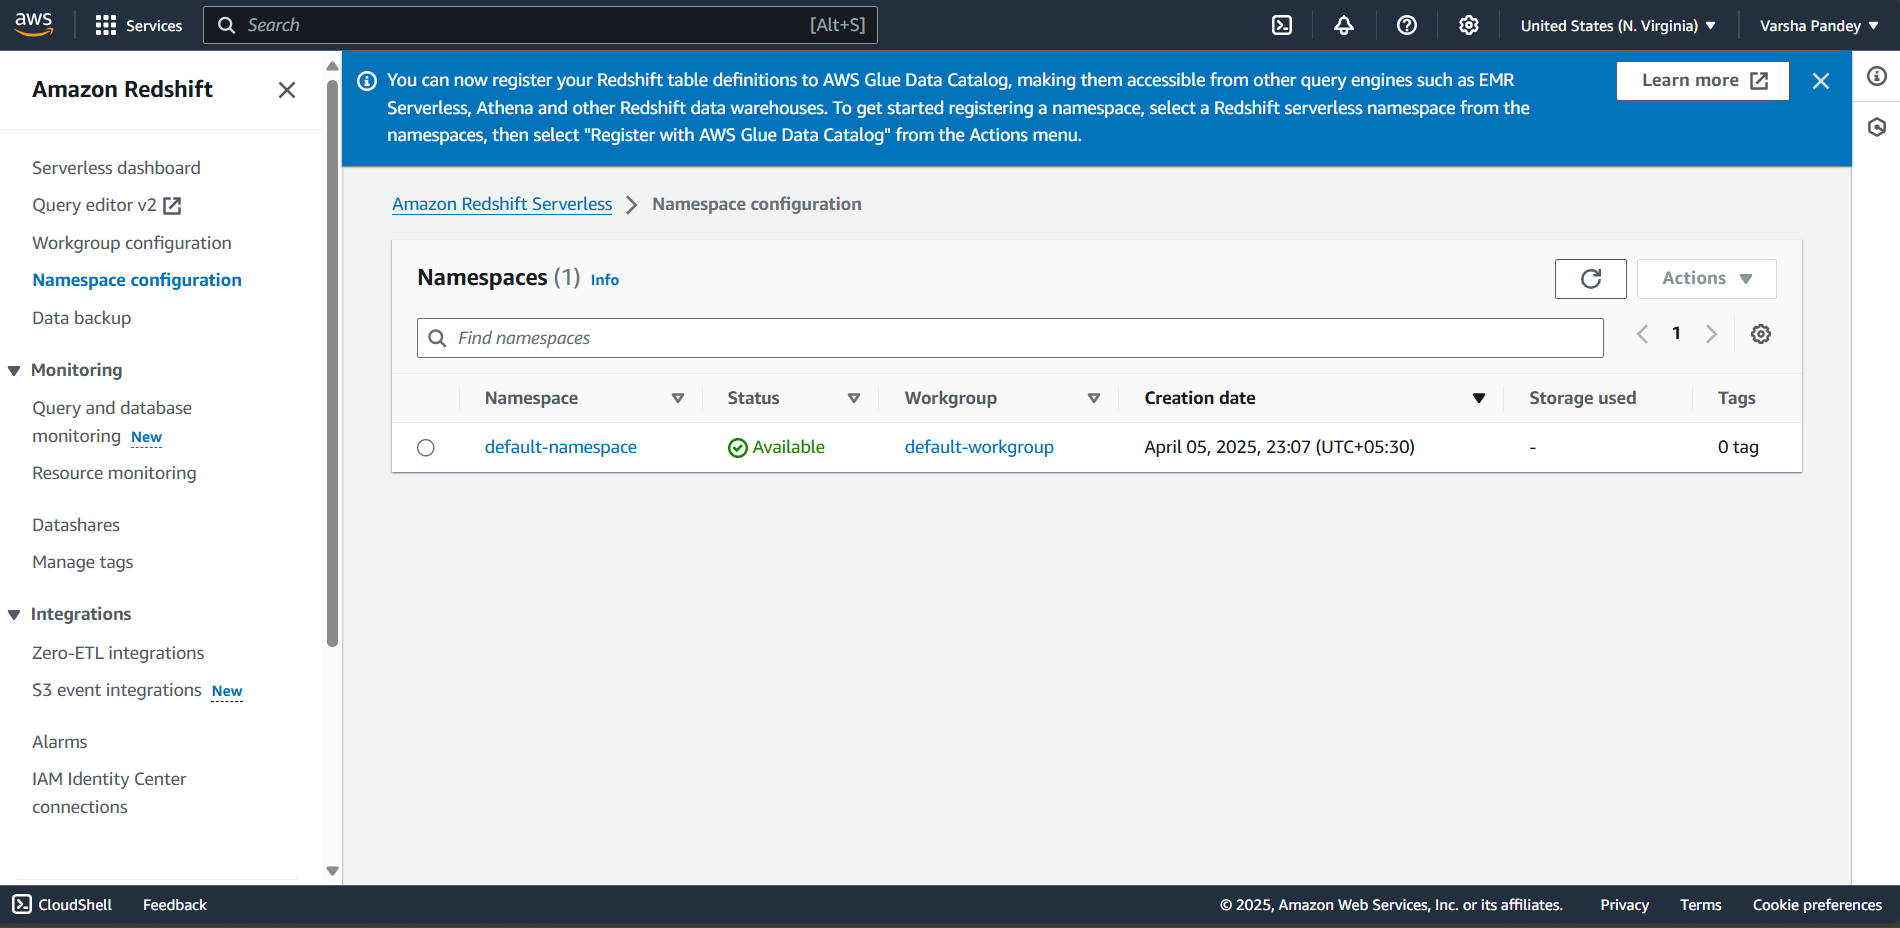 aws
Services
Search [Alt+S]
United States (N. Virginia)
Varsha Pandey
Amazon Redshift
Serverless dashboard
Query editor v2
Workgroup configuration
Namespace configuration
Data backup
Monitoring
Query and database
monitoring New
Resource monitoring
Datashares
Manage tags
Integrations
Zero-ETL integrations
S3 event integrations New
Alarms
IAM Identity Center
connections
You can now register your Redshift table definitions to AWS Glue Data Catalog, making them accessible from other query engines such as EMR
Serverless, Athena and other Redshift data warehouses. To get started registering a namespace, select a Redshift serverless namespace from the
namespaces, then select "Register with AWS Glue Data Catalog" from the Actions menu.
Learn more
Amazon Redshift Serverless Namespace configuration
Namespaces (1) Info
Actions
Find namespaces
1
Namespace Status Workgroup Creation date Storage used Tags
default-namespace Available default-workgroup April 05, 2025, 23:07 (UTC+05:30) - 0 tag
CloudShell Feedback
© 2025, Amazon Web Services, Inc. or its affiliates. Privacy Terms Cookie preferences